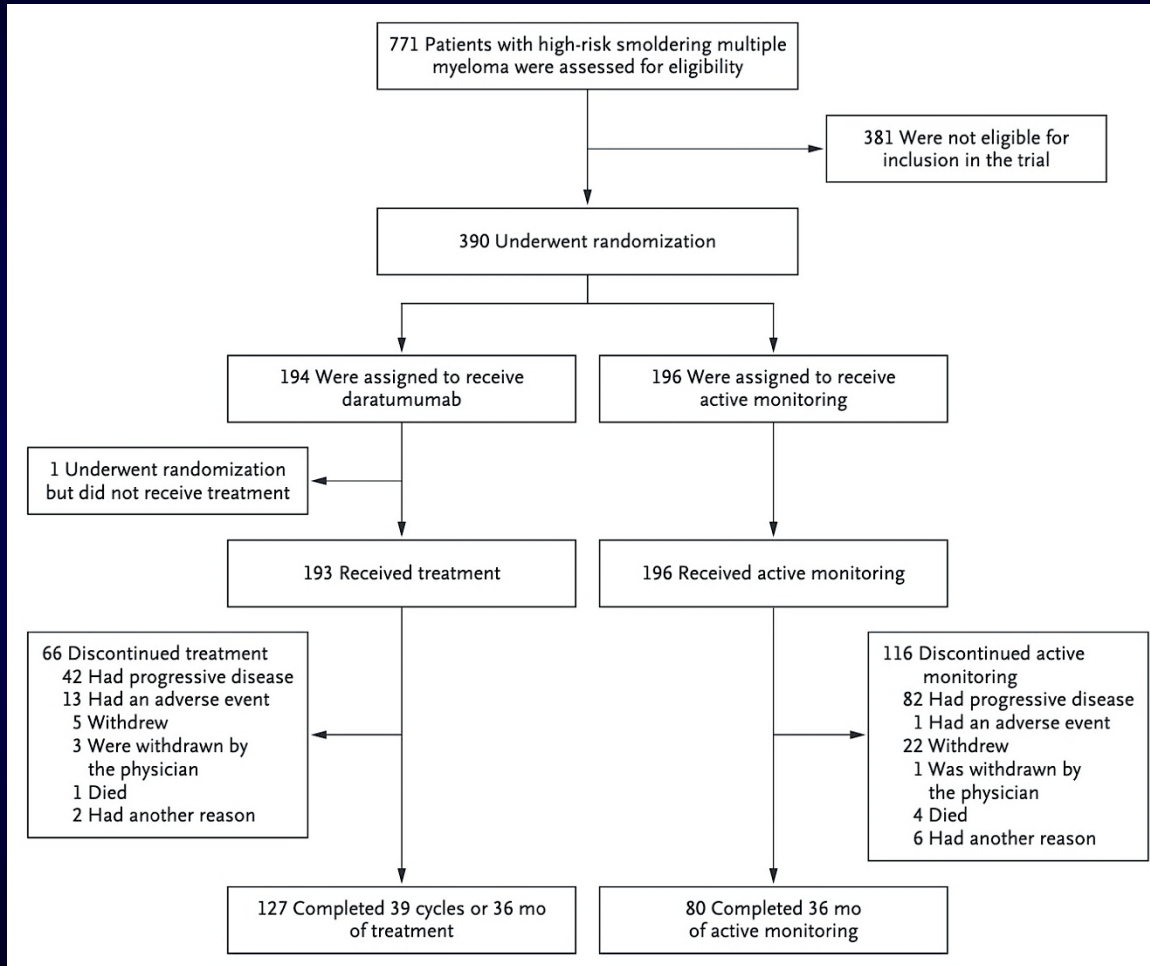 771 Patients with high-risk smoldering multiple
myeloma were assessed for eligibility
381 Were not eligible for
inclusion in the trial
390 Underwent randomization
194 Were assigned to receive
daratumumab
196 Were assigned to receive
active monitoring
1 Underwent randomization
but did not receive treatment
193 Received treatment
196 Received active monitoring
66 Discontinued treatment
42 Had progressive disease
13 Had an adverse event
5 Withdrew
3 Were withdrawn by
the physician
1 Died
2 Had another reason
116 Discontinued active
monitoring
82 Had progressive disease
1 Had an adverse event
22 Withdrew
1 Was withdrawn by
the physician
4 Died
6 Had another reason
127 Completed 39 cycles or 36 mo
of treatment
80 Completed 36 mo
of active monitoring